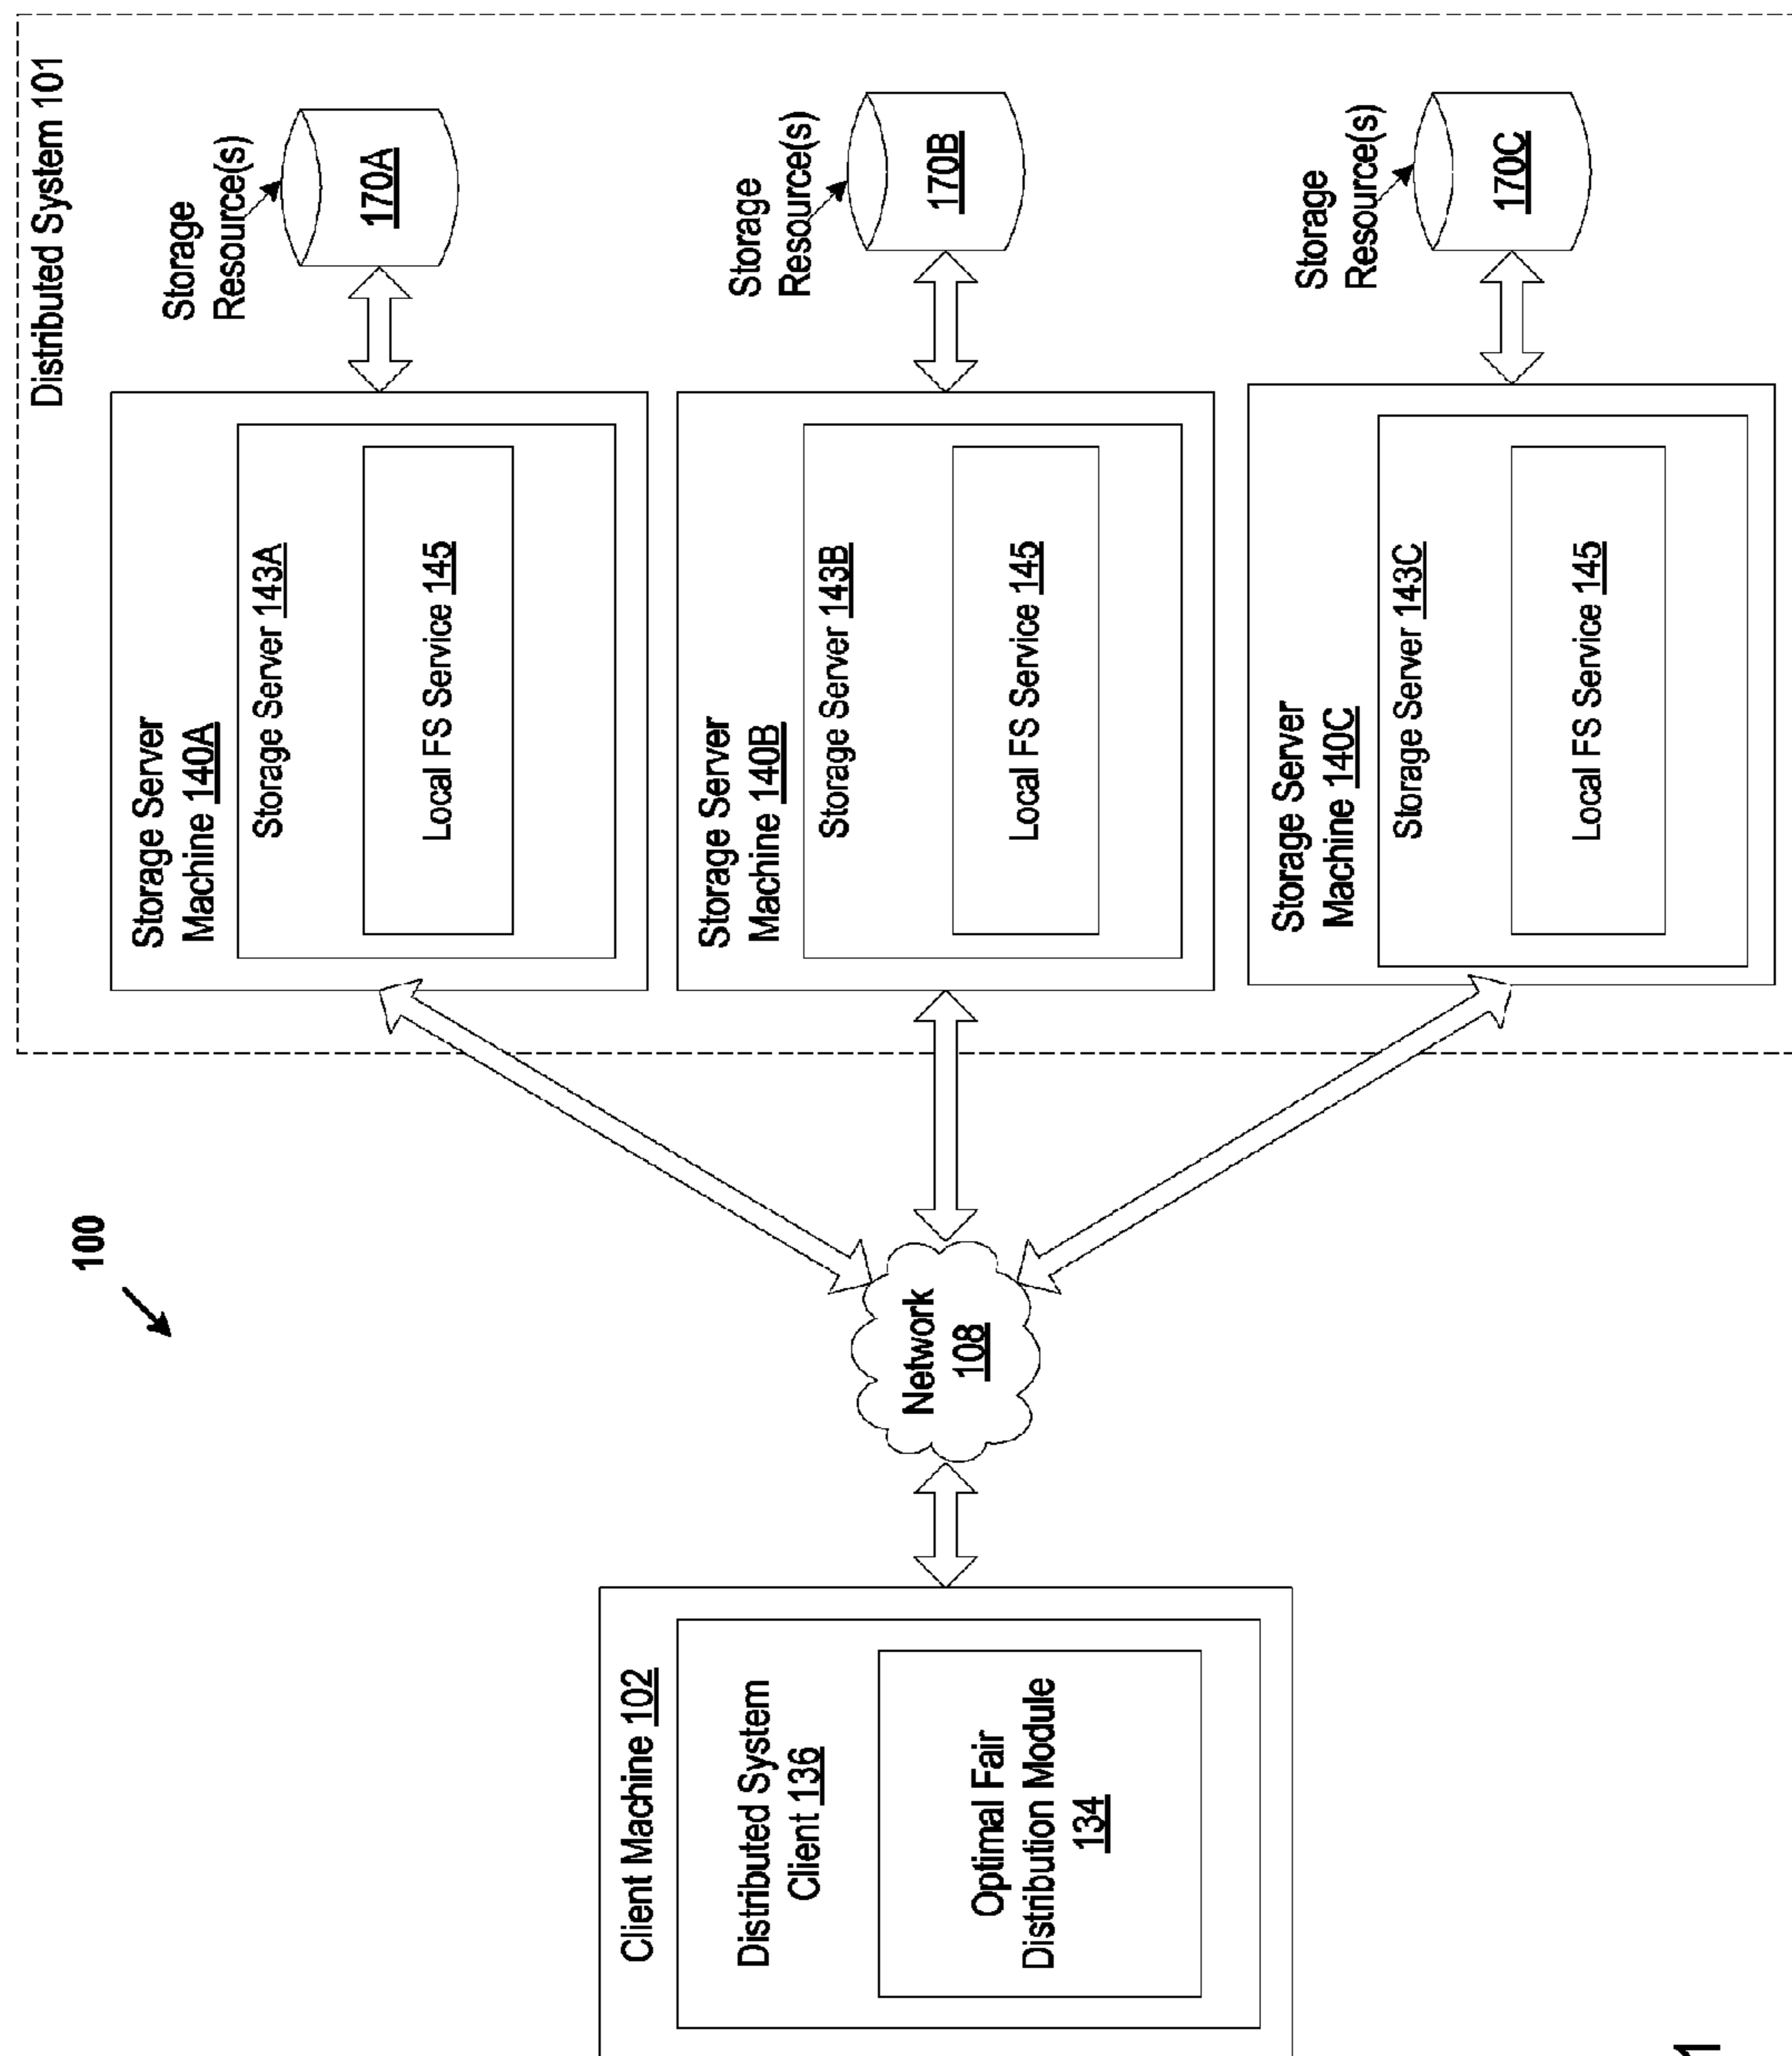 100
Distributed System 101
Client Machine 102
Distributed System
Client 136
Optimal Fair
Distribution Module
134
Network
108
Storage Server
Machine 140A
Storage Server 143A
Local FS Service 145
Storage
Resource(s)
170A
Storage Server
Machine 140B
Storage Server 143B
Local FS Service 145
Storage
Resource(s)
170B
Storage Server
Machine 140C
Storage Server 143C
Local FS Service 145
Storage
Resource(s)
170C
1